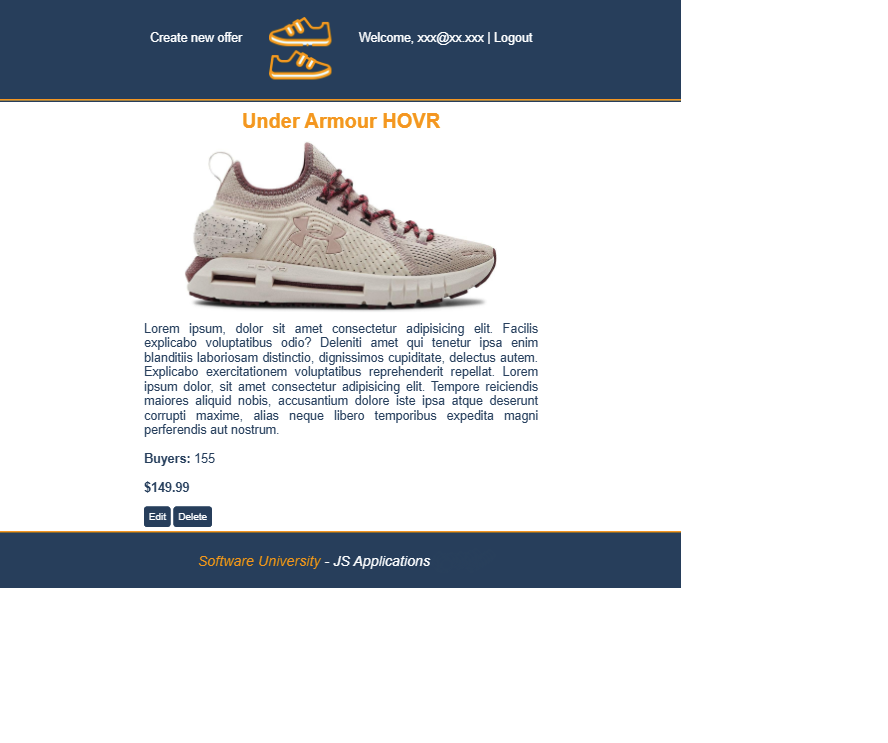 Create new offer
Welcome, xxx@xx.xxx | Logout
Under Armour HOVR
Lorem ipsum, dolor sit amet consectetur adipisicing elit. Facilis
explicabo voluptatibus odio? Deleniti amet qui tenetur ipsa enim
blanditiis laboriosam distinctio, dignissimos cupiditate, delectus autem.
Explicabo exercitationem voluptatibus reprehenderit repellat. Lorem
ipsum dolor, sit amet consectetur adipisicing elit. Tempore reiciendis
maiores aliquid nobis, accusantium dolore iste ipsa atque deserunt
corrupti maxime, alias neque libero temporibus expedita magni
perferendis aut nostrum.
Buyers: 155
$149.99
Edit Delete
Software University - JS Applications